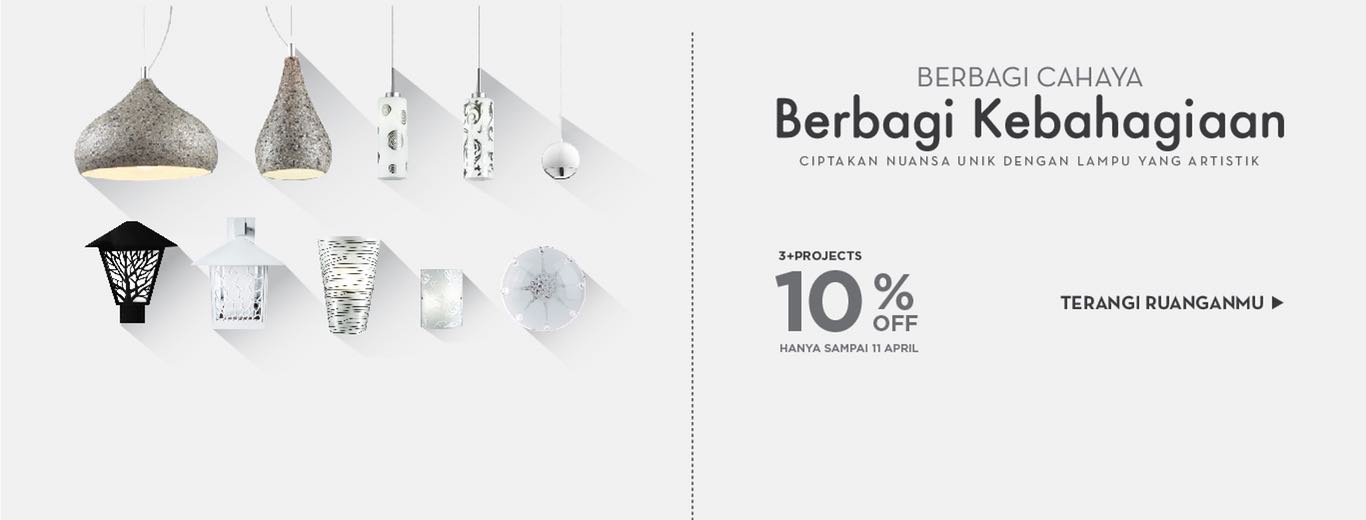 BERBAGI CAHAYA
Berbagi Kebahagiaan
CIPTAKAN NUANSA UNIK DENGAN LAMPU YANG ARTISTIK
3+PROJECTS
10% OFF
HANYA SAMPAI 11 APRIL
TERANGI RUANGANMU ▶